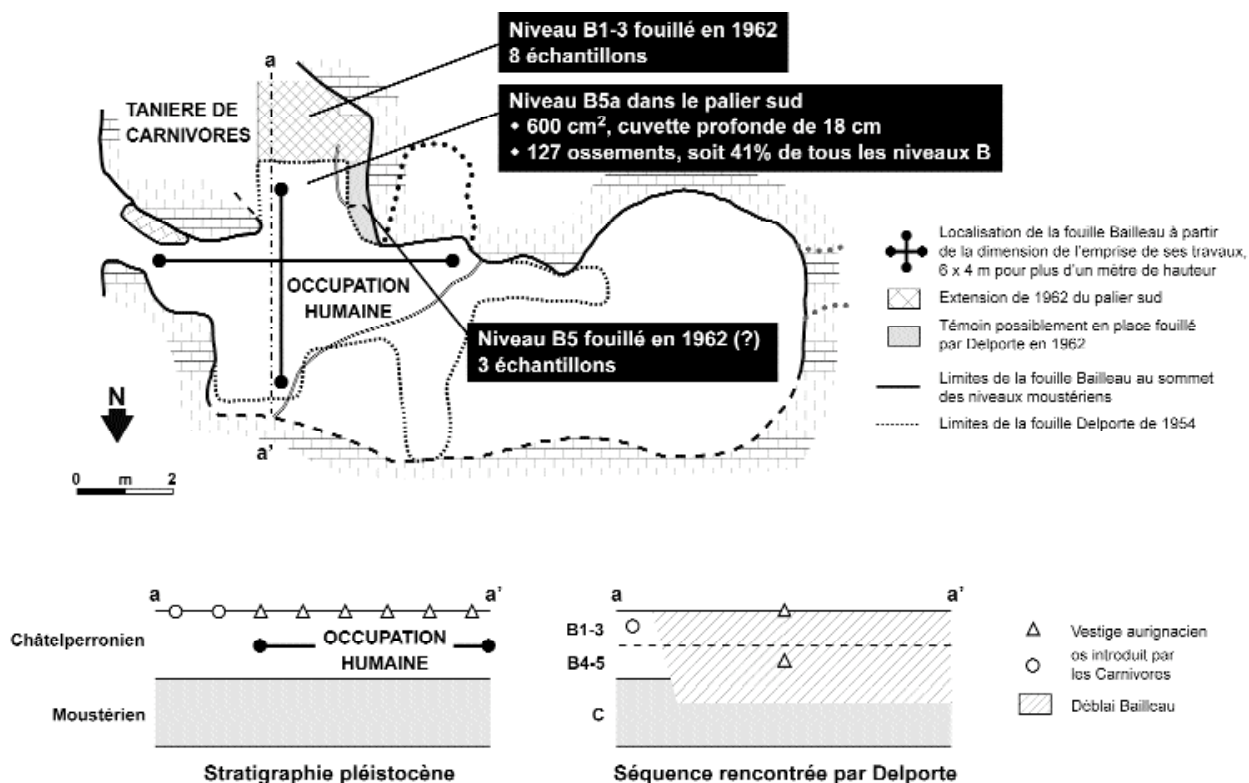 Niveau B1-3 fouillé en 1962
8 échantillons
a
TANIERE DE
CARNIVORES
Niveau B5a dans le palier sud
• 600 cm², cuvette profonde de 18 cm
• 127 ossements, soit 41% de tous les niveaux B
OCCUPATION
HUMAINE
Niveau B5 fouillé en 1962 (?)
3 échantillons
N
a'
0 m 2
Localisation de la fouille Bailleau à partir
de la dimension de l'emprise de ses travaux,
6 x 4 m pour plus d'un mètre de hauteur
Extension de 1962 du palier sud
Témoin possiblement en place fouillé
par Delporte en 1962
Limites de la fouille Bailleau au sommet
des niveaux moustériens
Limites de la fouille Delporte de 1954
a a'
Châtelperronien
OCCUPATION
HUMAINE
Moustérien
Stratigraphie pléistocène
a a'
B1-3
B4-5
C
Séquence rencontrée par Delporte
Vestige aurignacien
os introduit par
les Carnivores
Déblai Bailleau